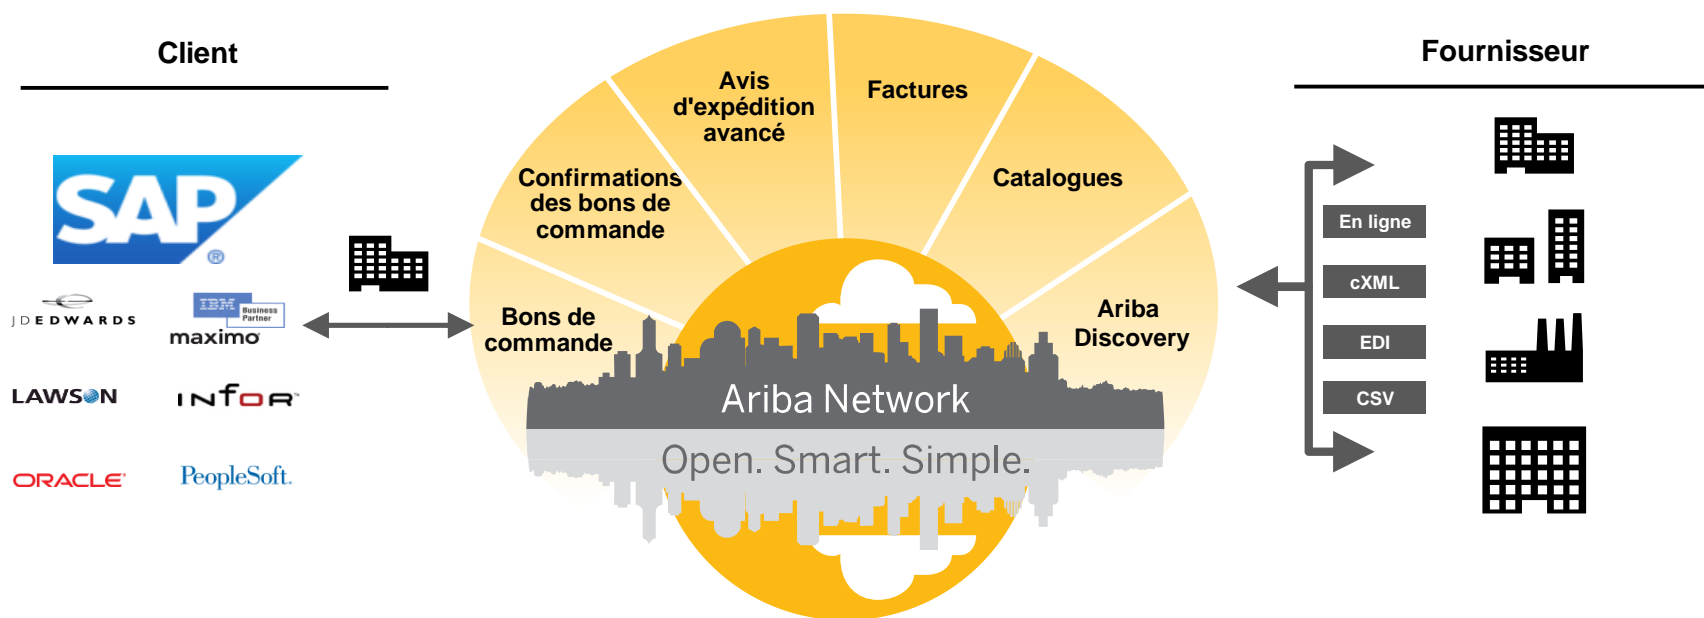 Client
SAP
®
JDEDWARDS
IBM
Business
Partner
maximo
LAWSON
INFOR™
ORACLE®
PeopleSoft.
Bons de
commande
Confirmations
des bons de
commande
Avis
d'expédition
avancé
Factures
Catalogues
Ariba
Discovery
Ariba Network
Open. Smart. Simple.
Fournisseur
En ligne
cXML
EDI
CSV